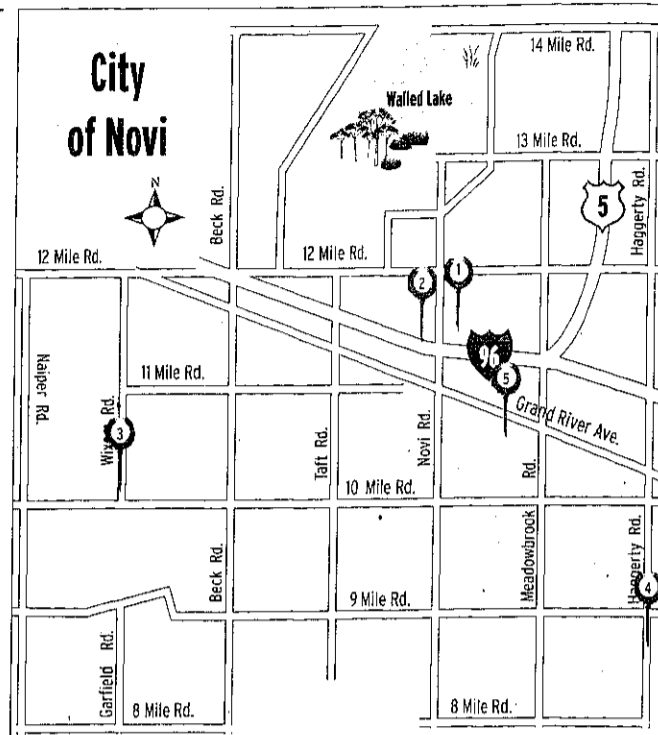 City
of Novi
N
14 Mile Rd.
Walled Lake
13 Mile Rd.
Haggerty Rd.
5
Beck Rd.
12 Mile Rd.
12 Mile Rd.
2
1
96
5
11 Mile Rd.
Naiper Rd.
Rd.
3
Taft Rd.
Novi Rd.
Grand River Ave.
10 Mile Rd.
Meadowbrook Rd.
Haggerty Rd.
4
Beck Rd.
9 Mile Rd.
Garfield Rd.
8 Mile Rd.
8 Mile Rd.